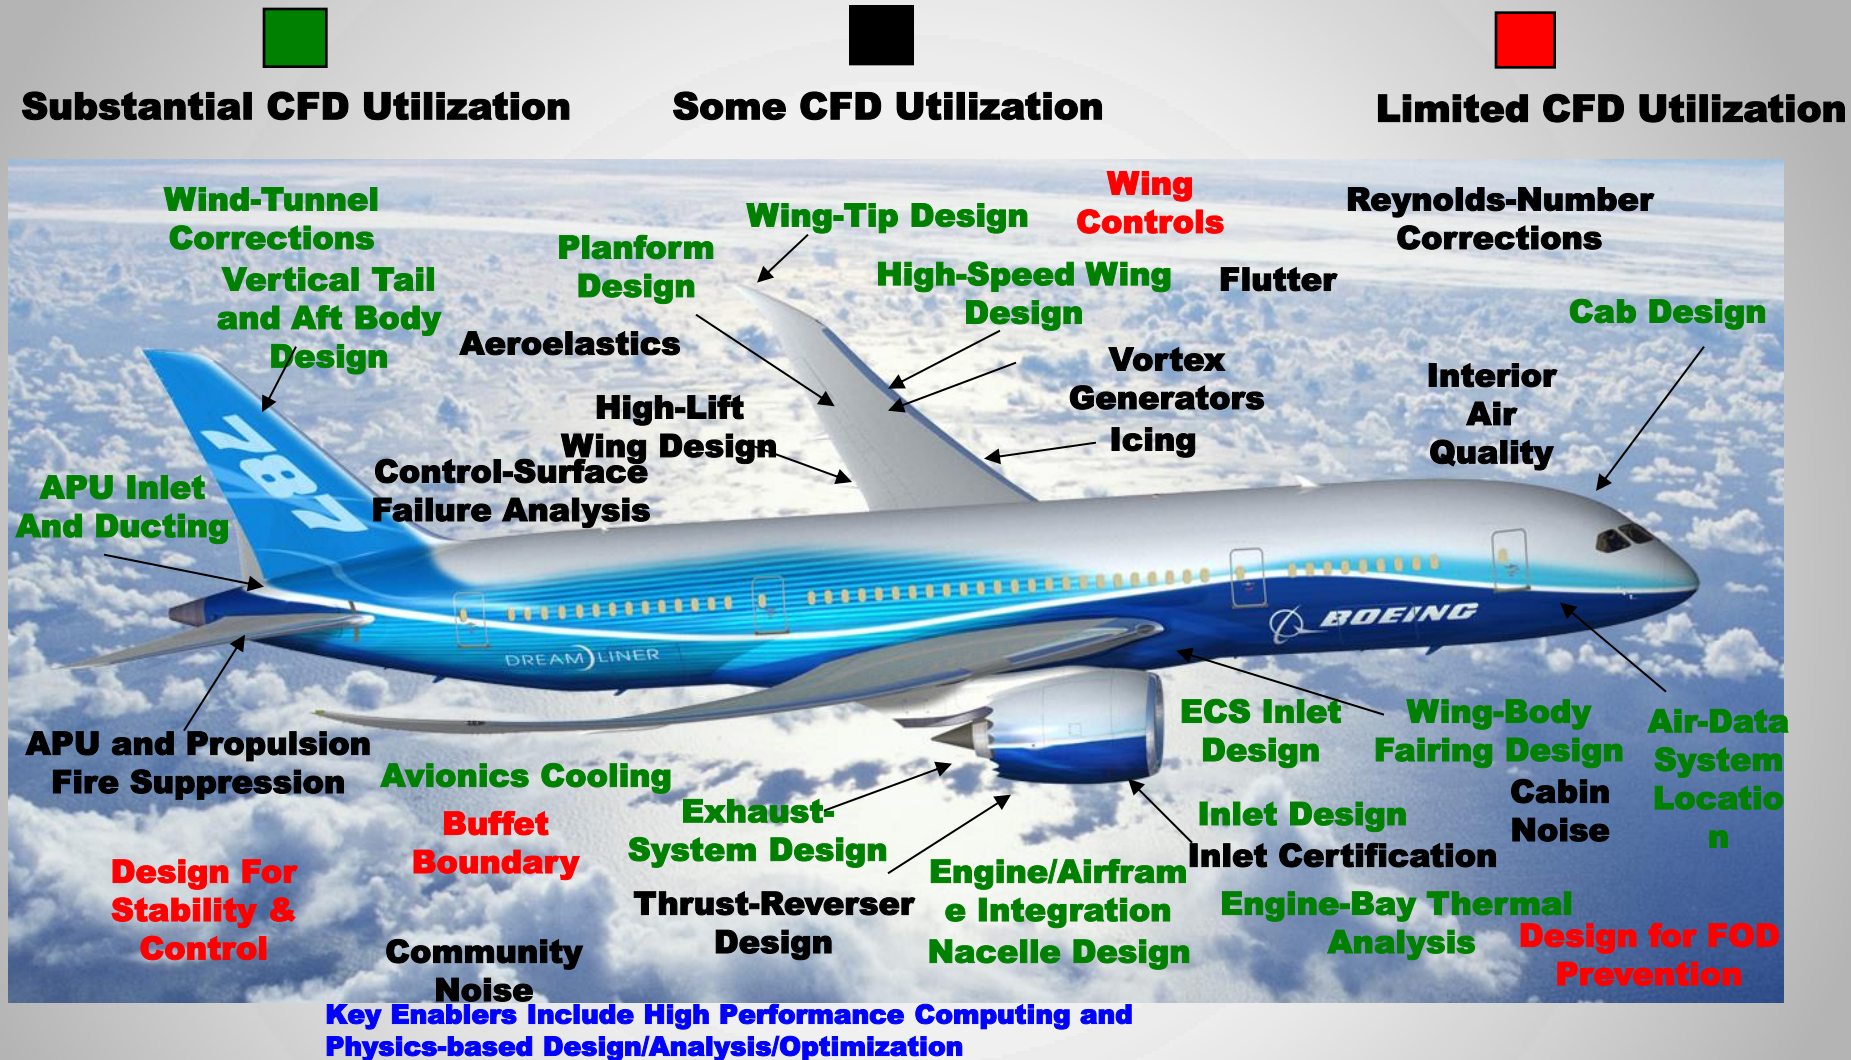 Substantial CFD Utilization
Some CFD Utilization
Limited CFD Utilization
Wind-Tunnel
Corrections
Vertical Tail
and Aft Body
Design
Planform
Design
Wing-Tip Design
Wing
Controls
Reynolds-Number
Corrections
High-Speed Wing
Design
Flutter
Cab Design
Aeroelastics
Vortex
Generators
Interior
Air
Quality
High-Lift
Wing Design
Icing
Control-Surface
Failure Analysis
787
APU Inlet
And Ducting
BOEING
DREAMLINER
APU and Propulsion
Fire Suppression
Avionics Cooling
ECS Inlet
Design
Wing-Body
Fairing Design
Air-Data
System
Locatio
n
Cabin
Noise
Buffet
Boundary
Exhaust-
System Design
Inlet Design
Inlet Certification
Design For
Stability &
Control
Engine/Airfram
e Integration
Nacelle Design
Thrust-Reverser
Design
Engine-Bay Thermal
Analysis
Design for FOD
Prevention
Community
Noise
Key Enablers Include High Performance Computing and
Physics-based Design/Analysis/Optimization